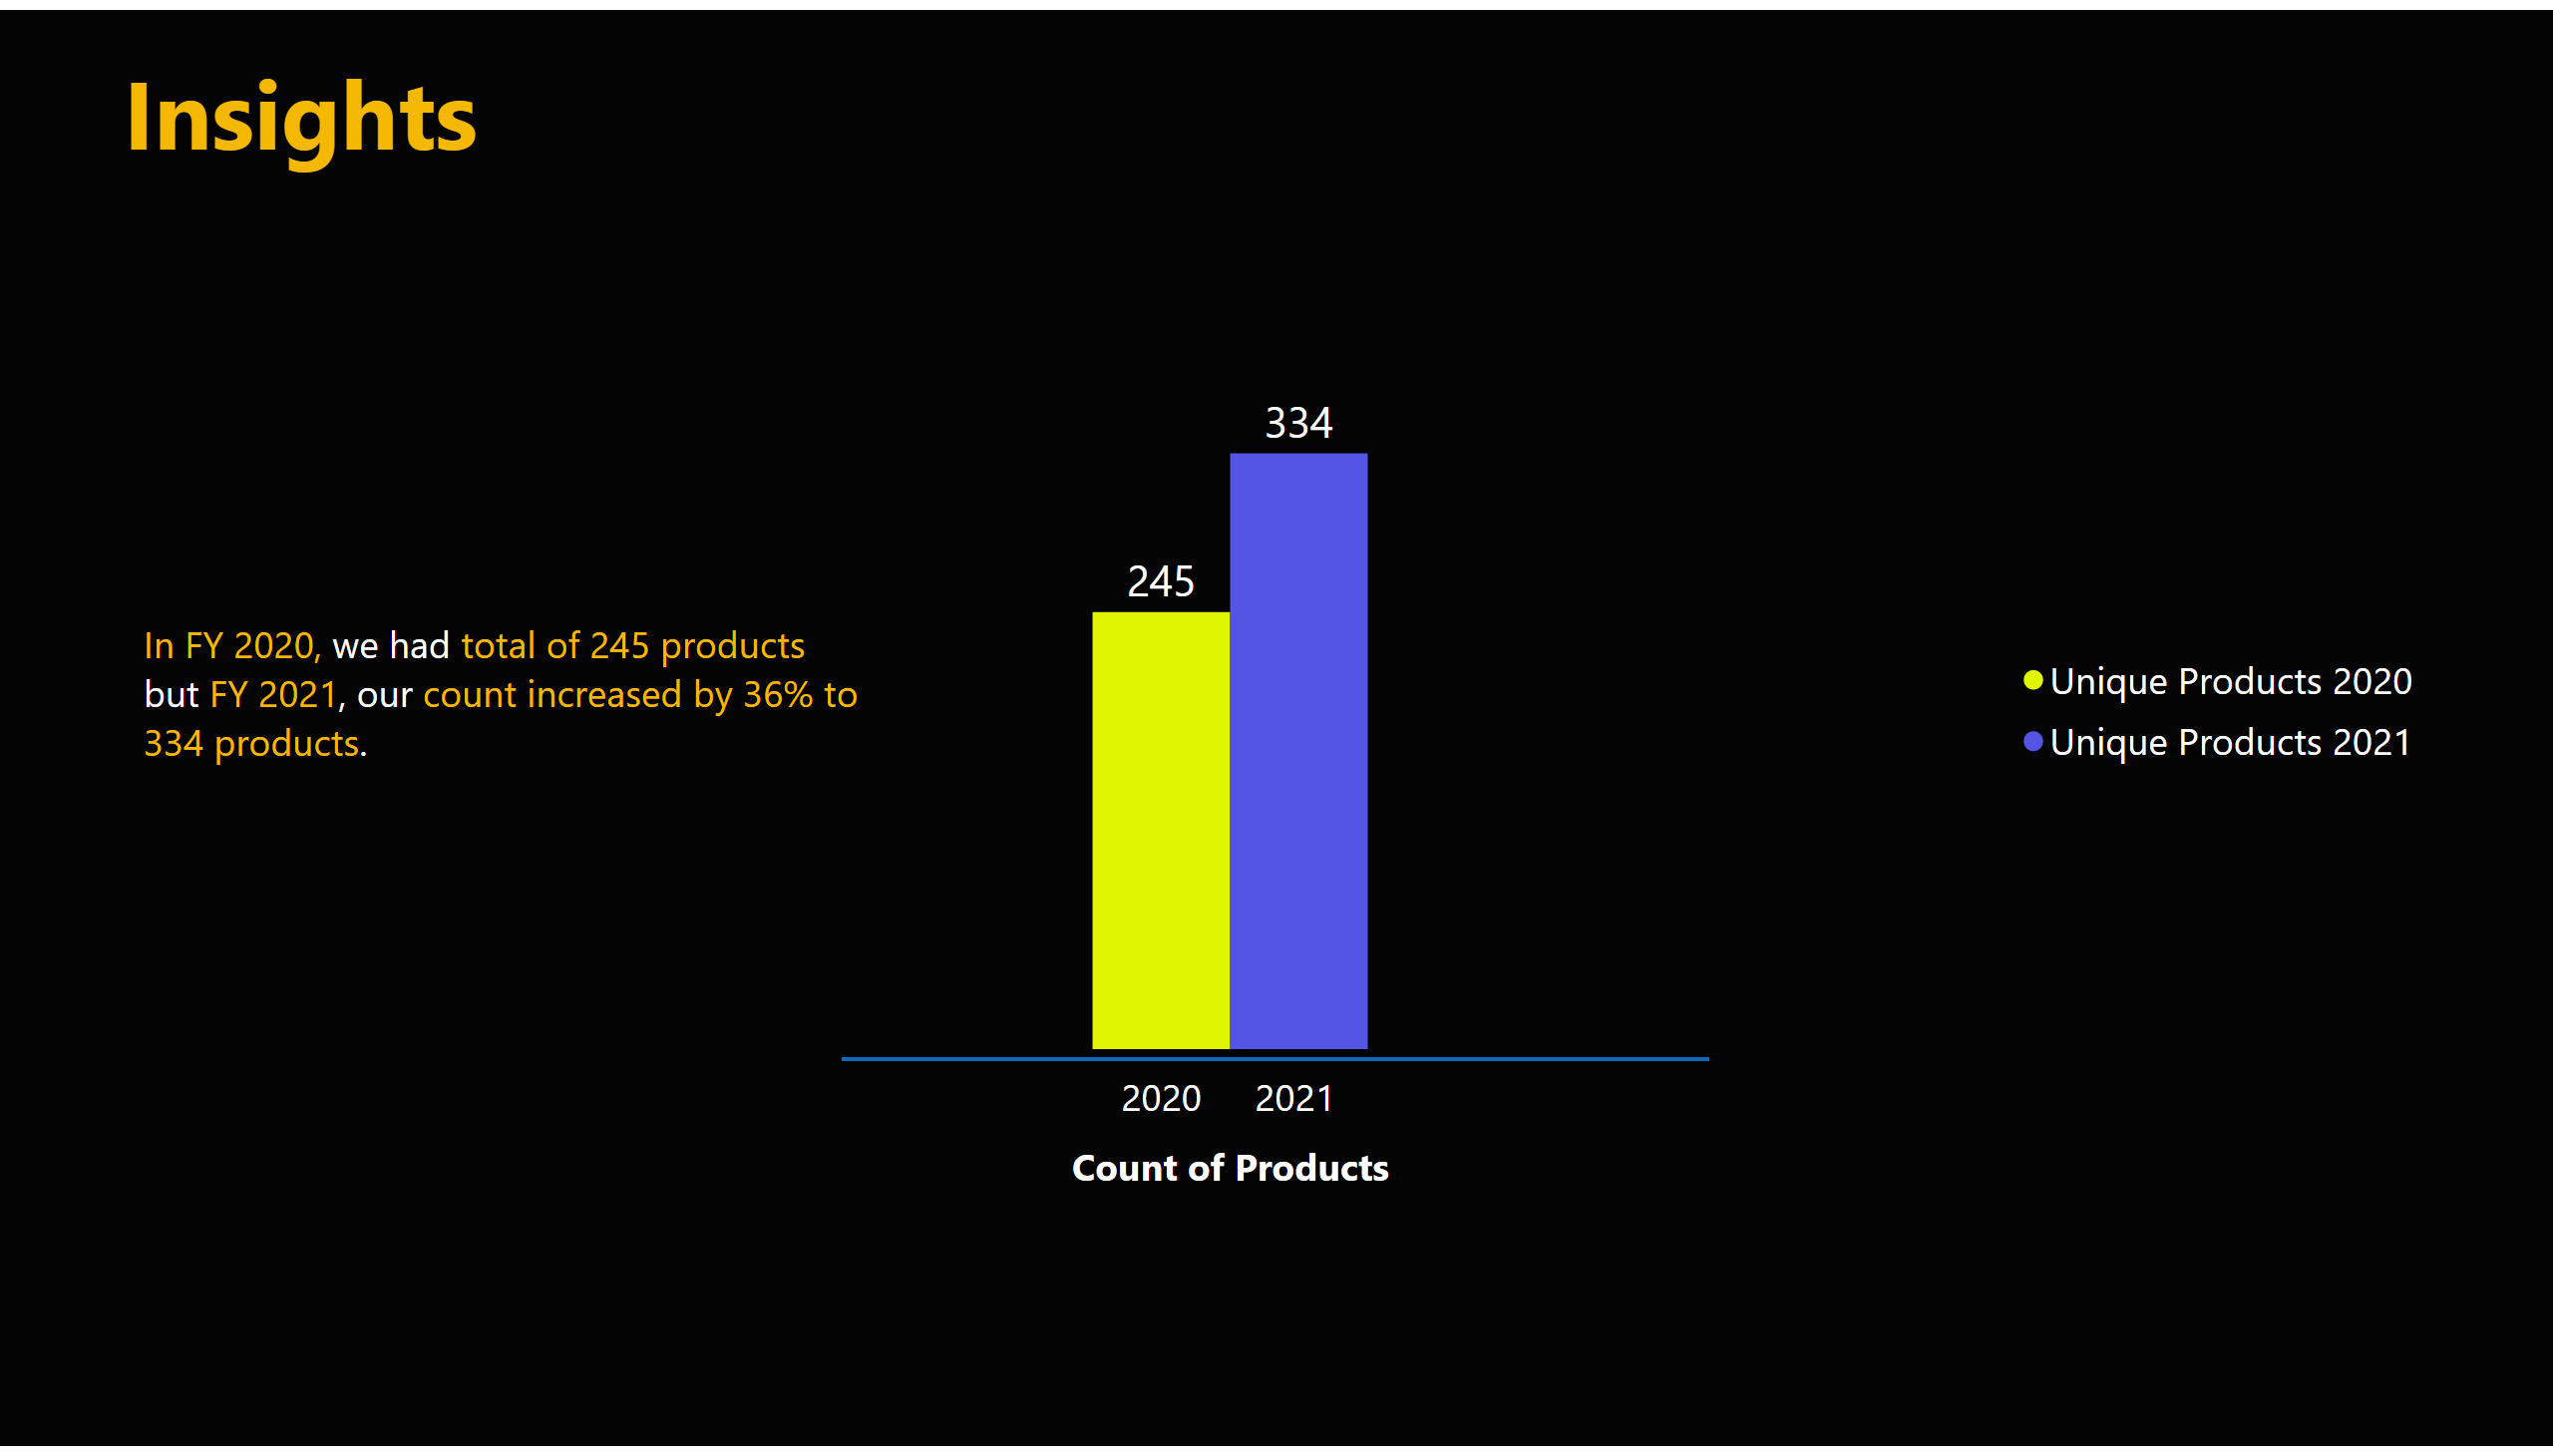 Insights
In FY 2020, we had total of 245 products
but FY 2021, our count increased by 36% to
334 products.
334
245
2020 2021
Count of Products
Unique Products 2020
Unique Products 2021